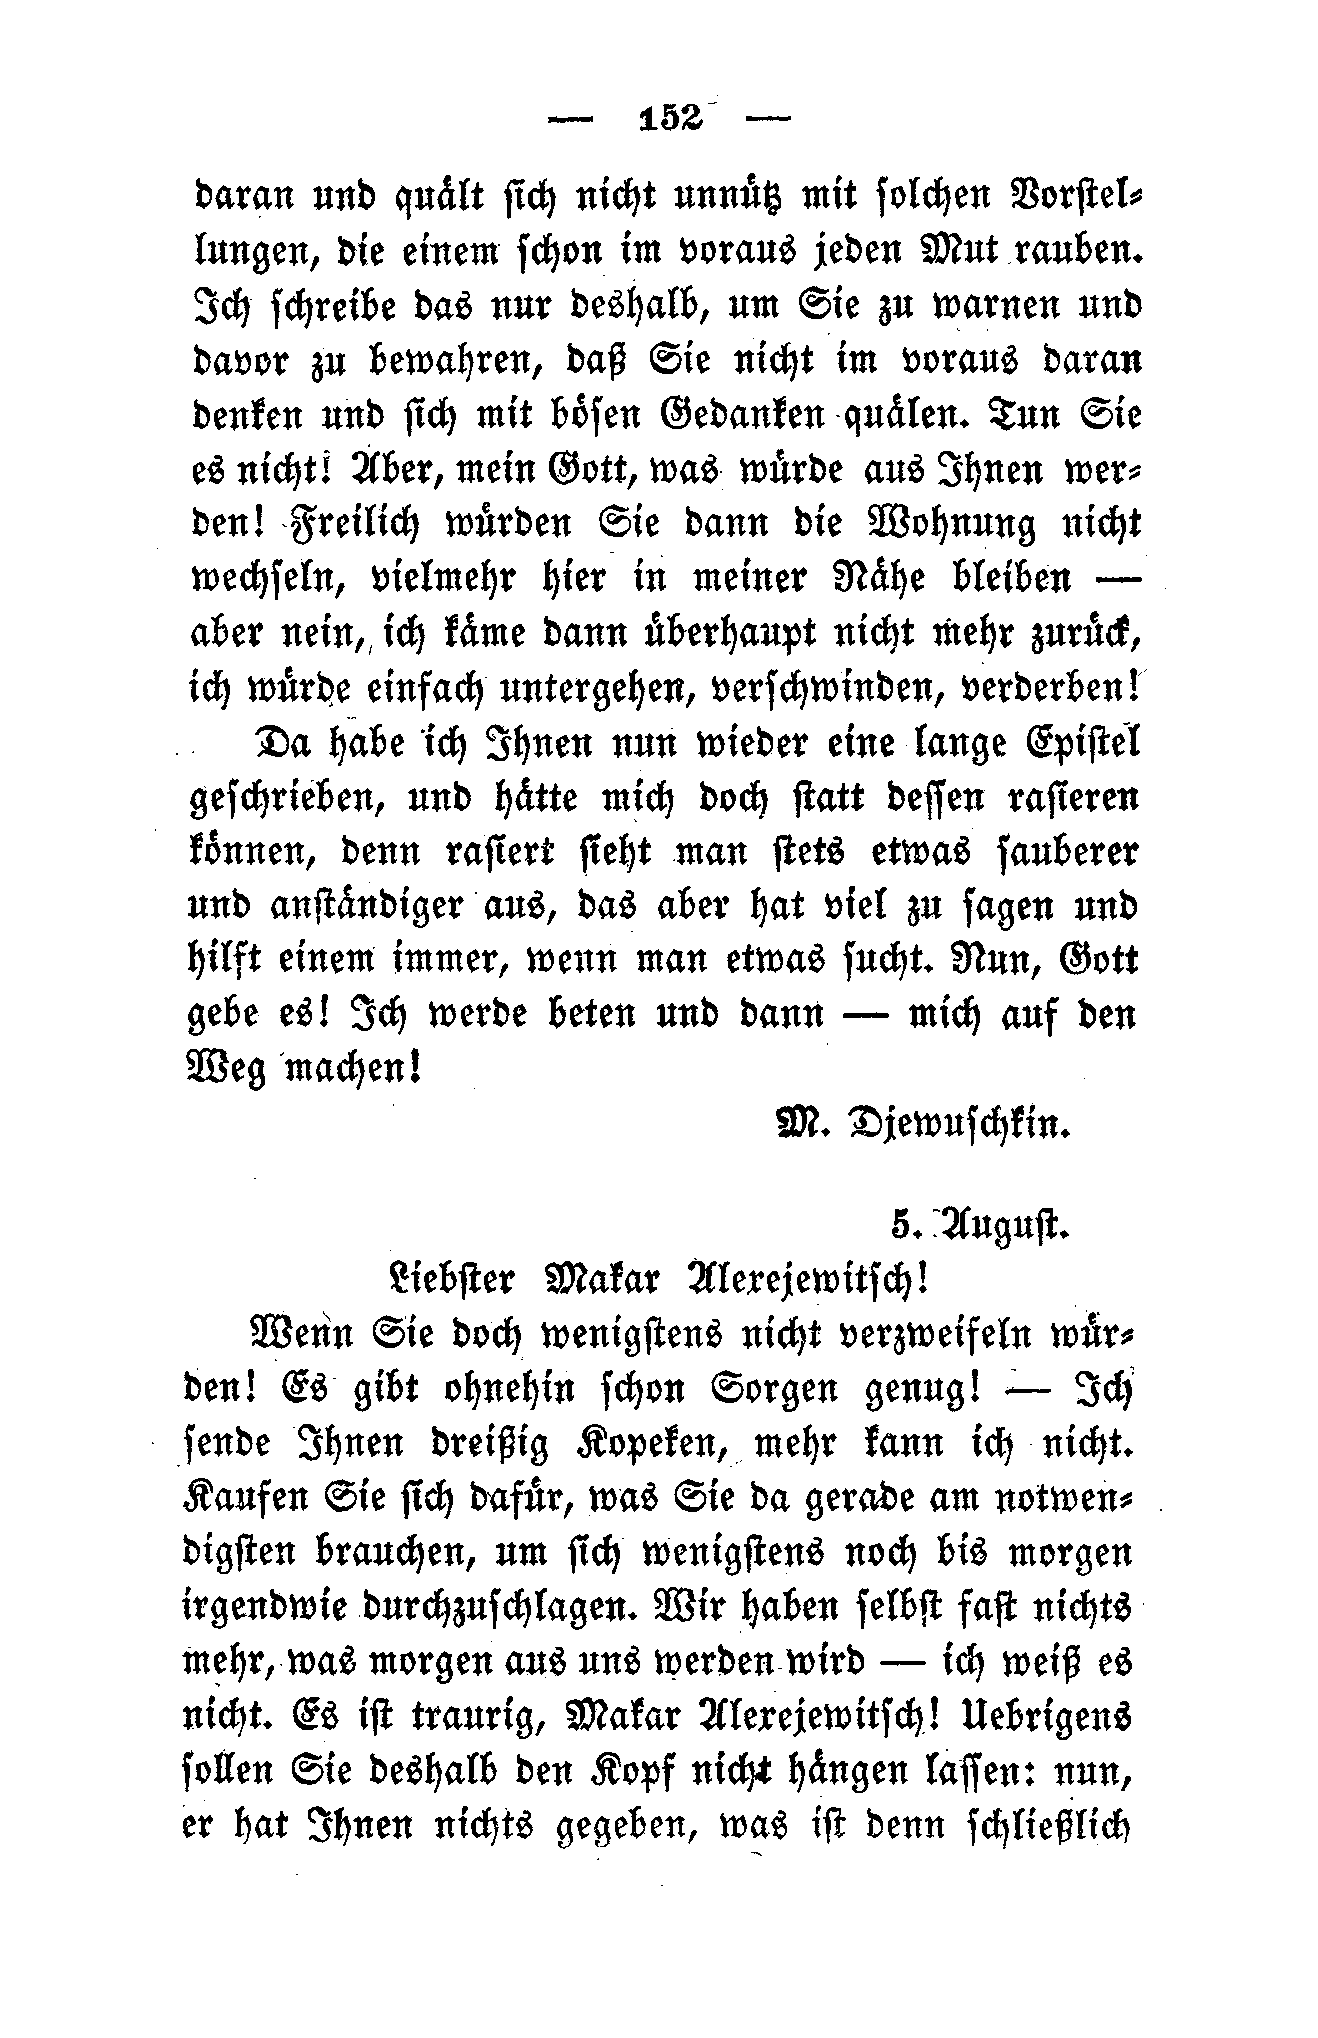 — 152 —
daran und quält sich nicht unnütz mit solchen Vorstel-
lungen, die einem schon im voraus jeden Mut rauben.
Ich schreibe das nur deshalb, um Sie zu warnen und
davor zu bewahren, daß Sie nicht im voraus daran
denken und sich mit bösen Gedanken quälen. Tun Sie
es nicht! Aber, mein Gott, was würde aus Ihnen wer-
den! Freilich würden Sie dann die Wohnung nicht
wechseln, vielmehr hier in meiner Nähe bleiben —
aber nein, ich käme dann überhaupt nicht mehr zurück,
ich würde einfach untergehen, verschwinden, verderben!
Da habe ich Ihnen nun wieder eine lange Epistel
geschrieben, und hätte mich doch statt dessen rasieren
können, denn rasiert sieht man stets etwas sauberer
und anständiger aus, das aber hat viel zu sagen und
hilft einem immer, wenn man etwas sucht. Nun, Gott
gebe es! Ich werde beten und dann — mich auf den
Weg machen!
M. Djewuschkin.
5. August.
Liebster Makar Alexejewitsch!
Wenn Sie doch wenigstens nicht verzweifeln wür-
den! Es gibt ohnehin schon Sorgen genug! — Ich
sende Ihnen dreißig Kopeken, mehr kann ich nicht.
Kaufen Sie sich dafür, was Sie da gerade am notwen-
digsten brauchen, um sich wenigstens noch bis morgen
irgendwie durchzuschlagen. Wir haben selbst fast nichts
mehr, was morgen aus uns werden wird — ich weiß es
nicht. Es ist traurig, Makar Alexejewitsch! Uebrigens
sollen Sie deshalb den Kopf nicht hängen lassen: nun,
er hat Ihnen nichts gegeben, was ist denn schließlich